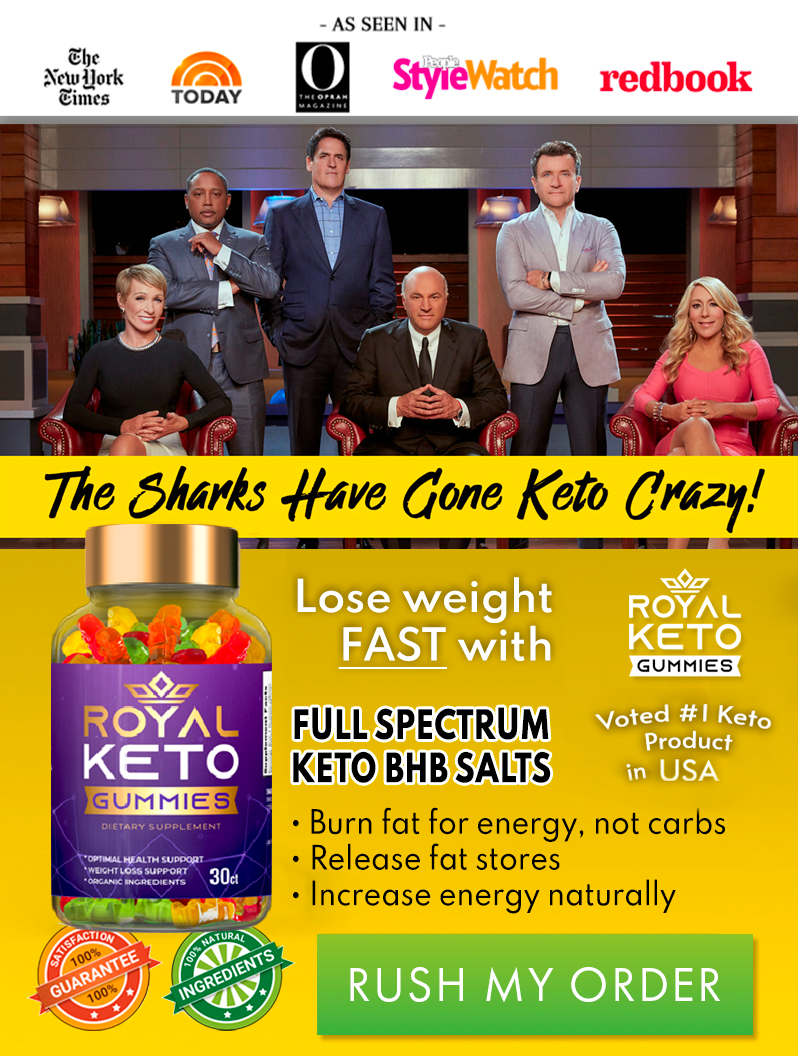 - AS SEEN IN -
The
New York
Times
TODAY
O
THE OPRAH
MAGAZINE
People
StyleWatch
redbook
The Sharks Have Gone Keto Crazy!
Lose weight
FAST with
ROYAL
KETO
GUMMIES
FULL SPECTRUM
KETO BHB SALTS
Voted #1 Keto
Product
in USA
• Burn fat for energy, not carbs
• Release fat stores
• Increase energy naturally
ROYAL
KETO
GUMMIES
DIETARY SUPPLEMENT
*OPTIMAL HEALTH SUPPORT
*WEIGHT LOSS SUPPORT
*ORGANIC INGREDIENTS
30ct
Supplement Facts
SATISFACTION
100%
GUARANTEE
100%
100% NATURAL
INGREDIENTS
RUSH MY ORDER